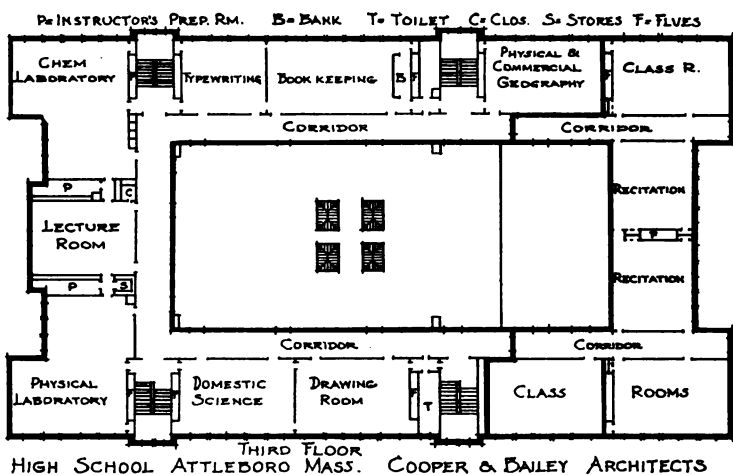 P=INSTRUCTOR'S PREP. RM. B=BANK T=TOILET C=CLOS. S=STORES F=FLUES
CHEM
LABORATORY
F
F
TYPEWRITING
BOOK KEEPING
B
F
PHYSICAL &
COMMERCIAL
GEOGRAPHY
F
CLASS R.
CORRIDOR
CORRIDOR
P
C
RECITATION
LECTURE
ROOM
F
P
S
RECITATION
CORRIDOR
CORRIDOR
PHYSICAL
LABORATORY
F
F
DOMESTIC
SCIENCE
DRAWING
ROOM
F
T
CLASS
ROOMS
THIRD FLOOR
HIGH SCHOOL ATTLEBORO MASS. COOPER & BAILEY ARCHITECTS